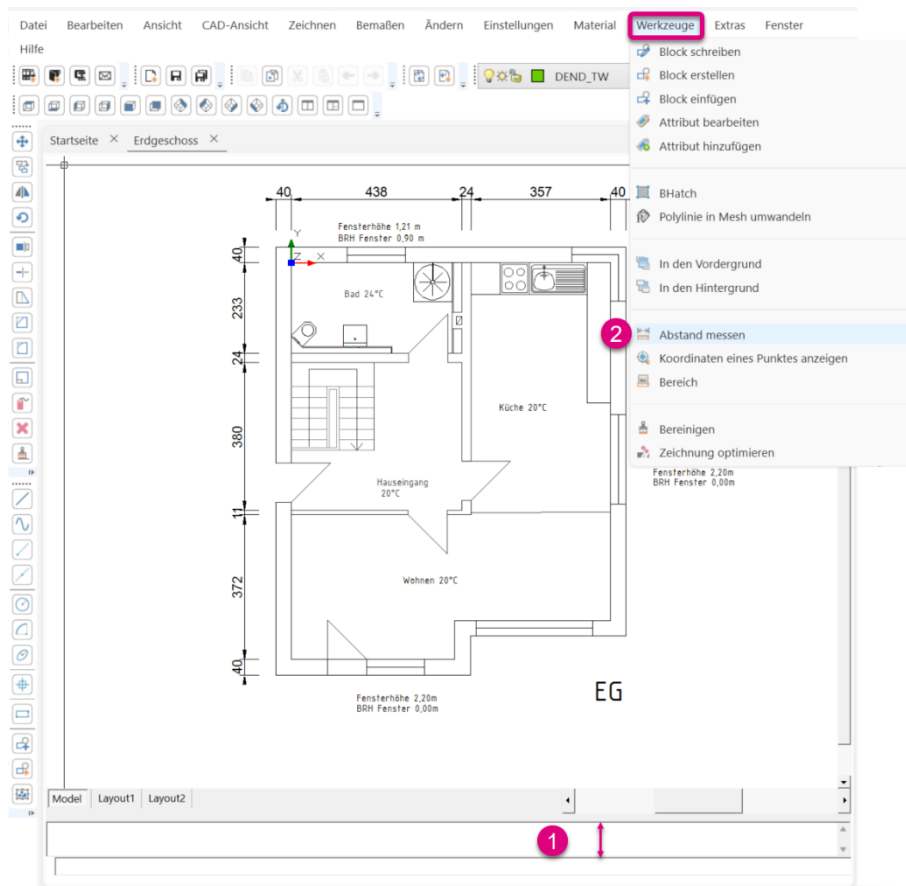 Datei Bearbeiten Ansicht CAD-Ansicht Zeichnen Bemaßen Ändern Einstellungen Material Werkzeuge Extras Fenster
Hilfe
DEND_TW
Block schreiben
Block erstellen
Block einfügen
Attribut bearbeiten
Attribut hinzufügen
BHatch
Polylinie in Mesh umwandeln
In den Vordergrund
In den Hintergrund
2
Abstand messen
Koordinaten eines Punktes anzeigen
Bereich
Bereinigen
Zeichnung optimieren
Startseite × Erdgeschoss ×
40 438 24 357 40
Fensterhöhe 1,21 m
BRH Fenster 0,90 m
Y
Z X
40
Bad 24°C
233
24
Küche 20°C
380
Fensterhöhe 2,20m
BRH Fenster 0,00m
Hauseingang
20°C
11
Wohnen 20°C
372
40
EG
Fensterhöhe 2,20m
BRH Fenster 0,00m
Model Layout1 Layout2
1